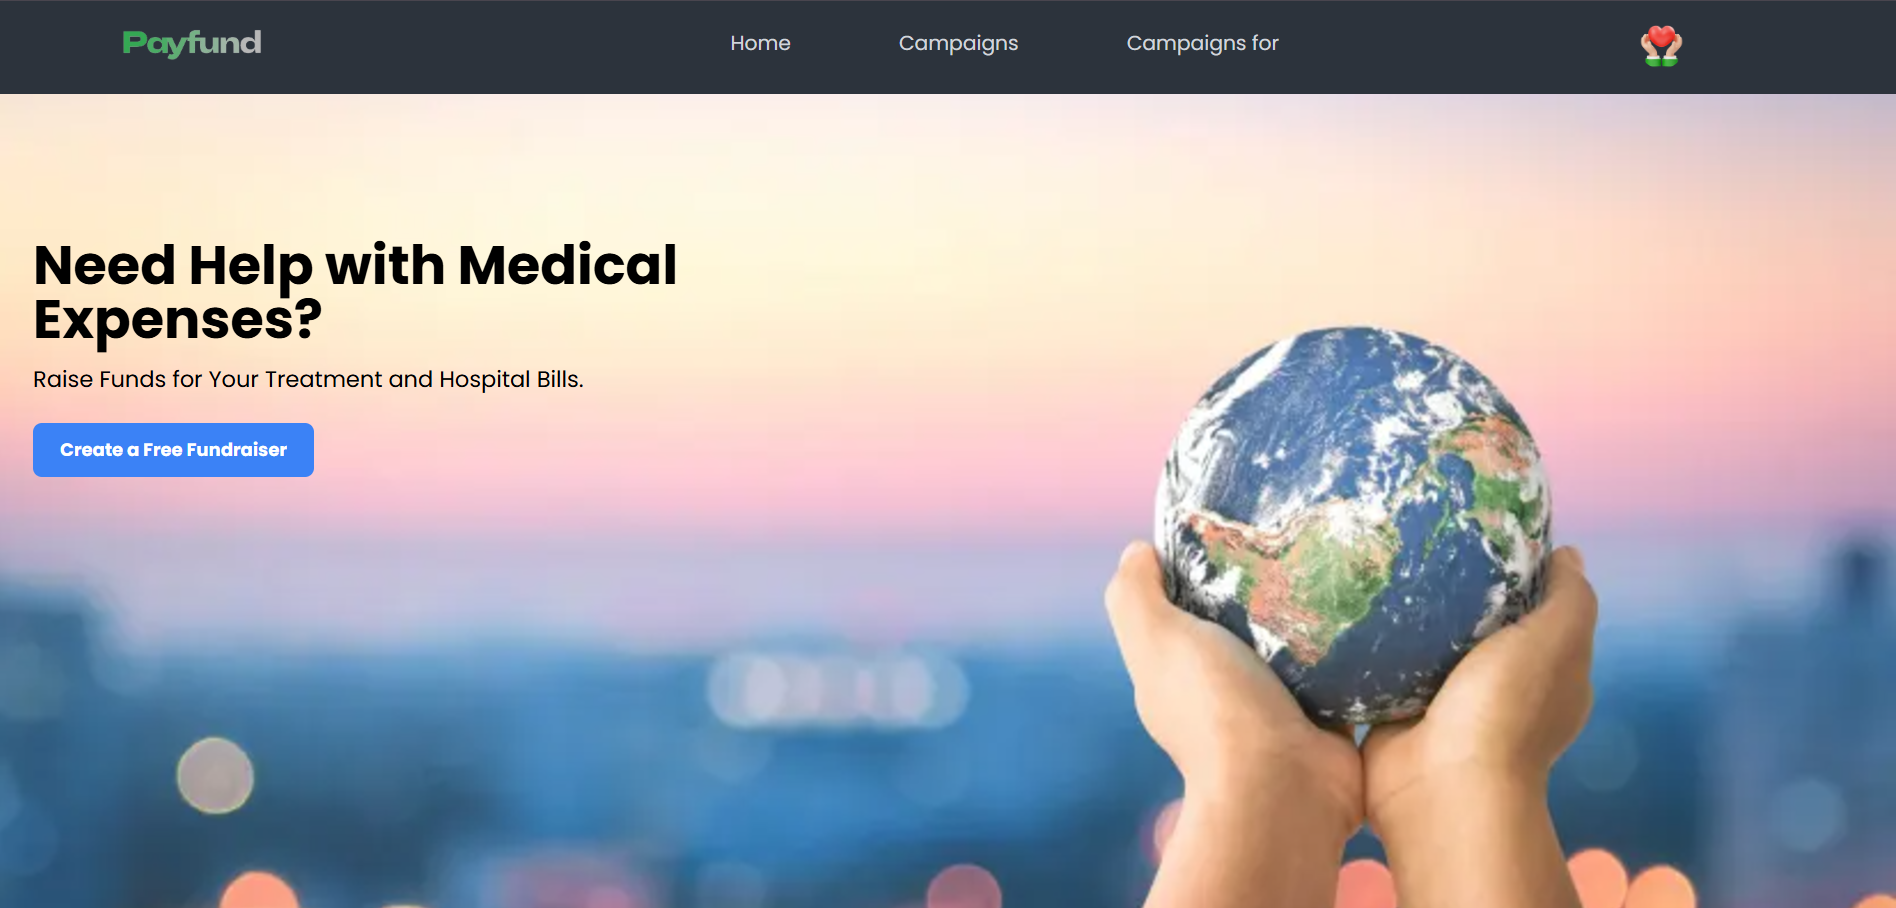 Payfund
Home
Campaigns
Campaigns for
Need Help with Medical
Expenses?
Raise Funds for Your Treatment and Hospital Bills.
Create a Free Fundraiser